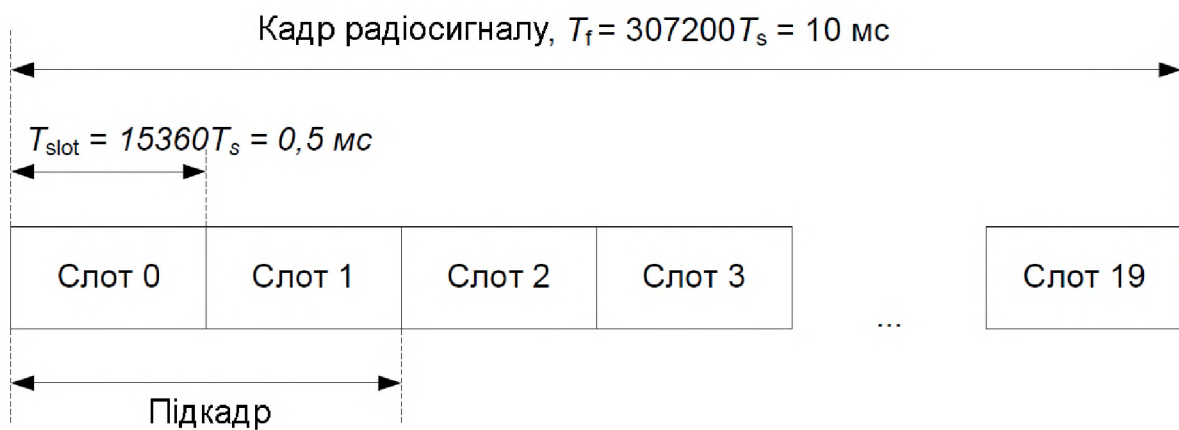 Кадр радіосигналу, Tf = 307200Ts = 10 мс
Tslot = 15360Ts = 0,5 мс
Слот 0 Слот 1 Слот 2 Слот 3 ... Слот 19
Підкадр